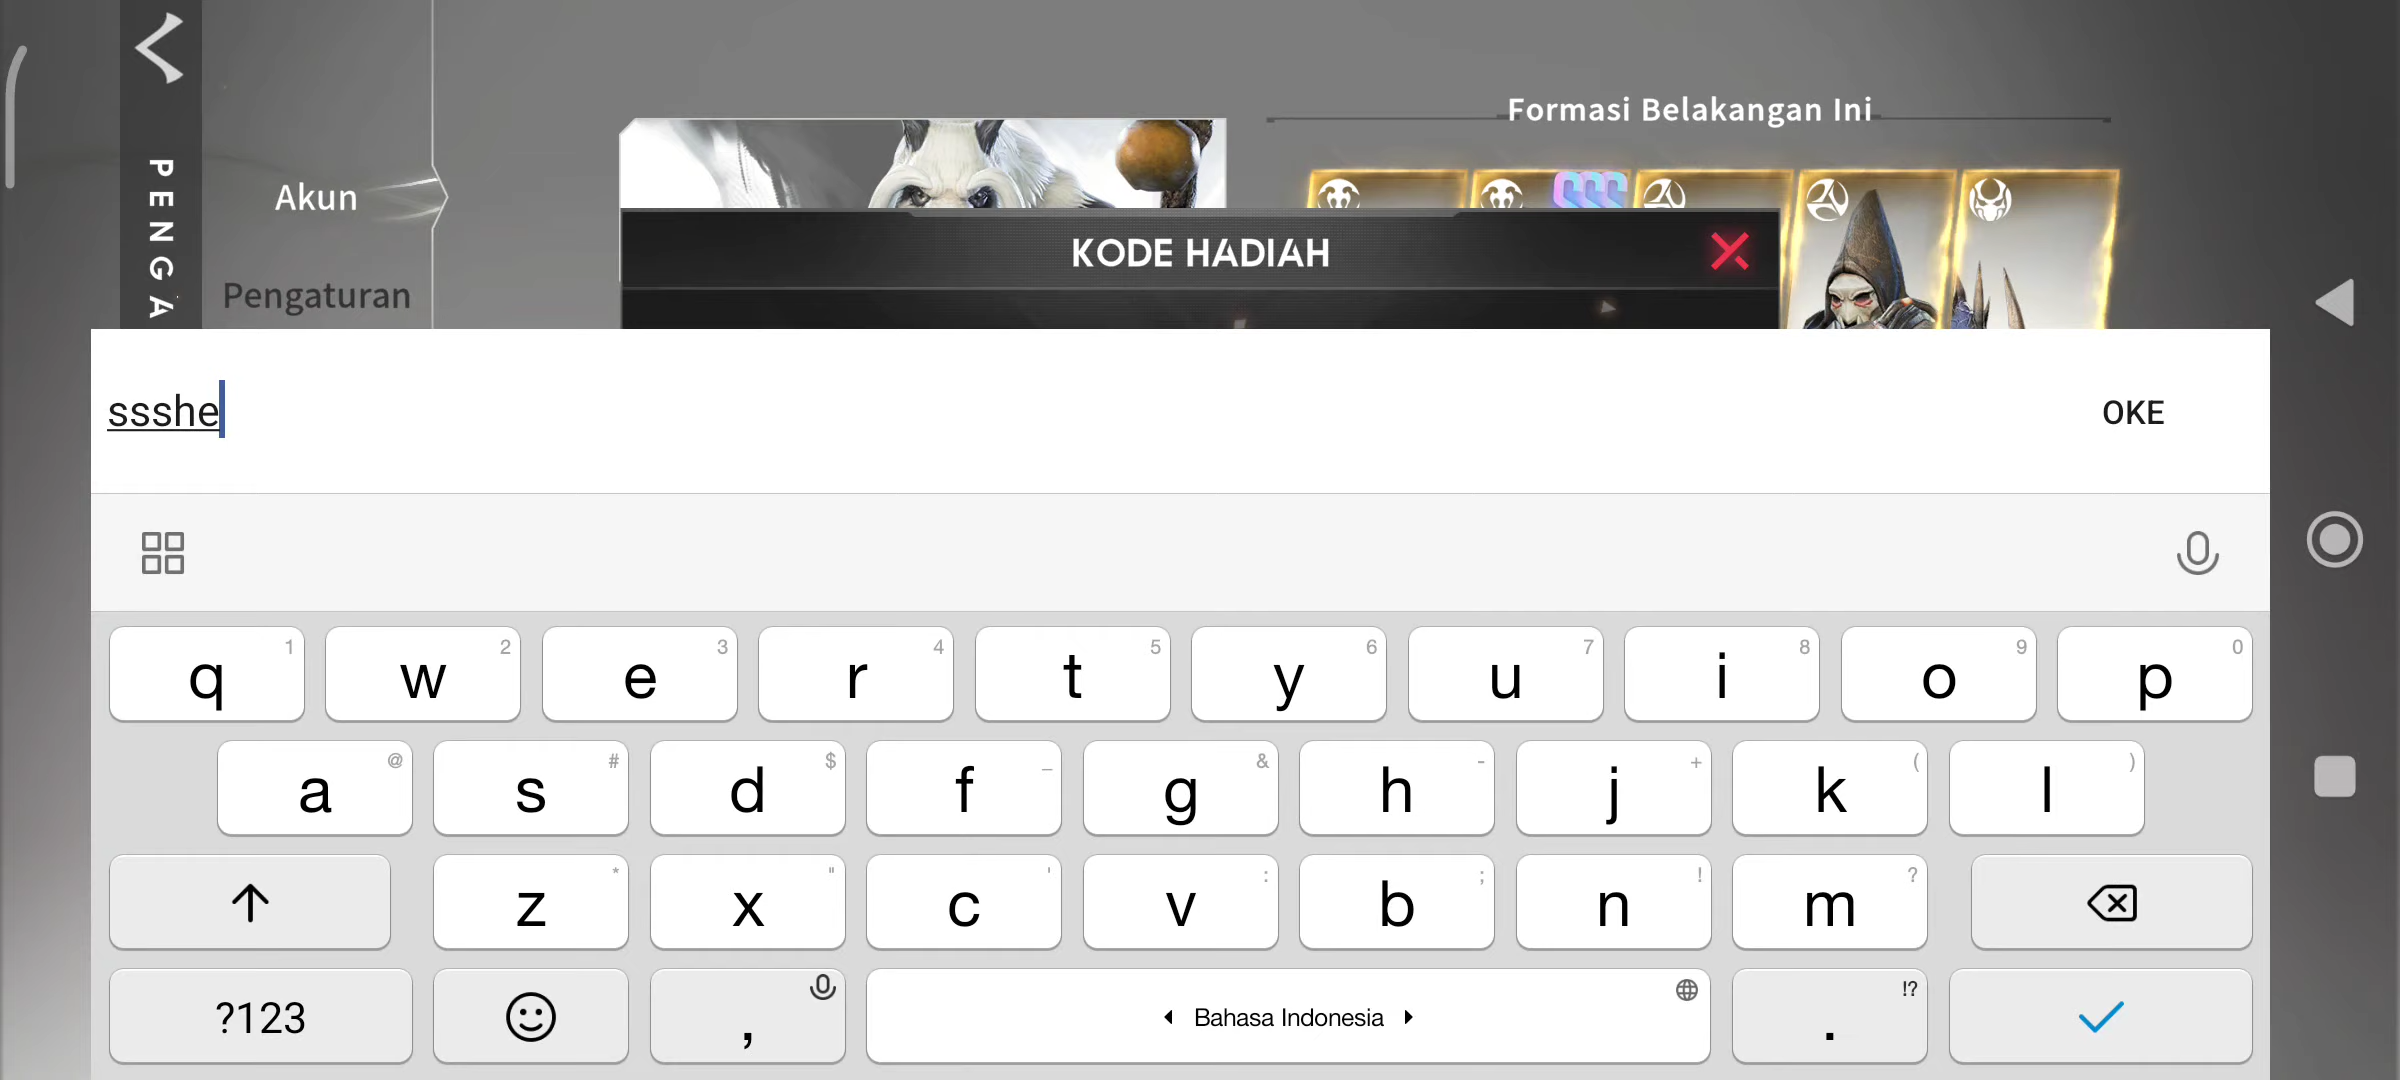 PENGA
Akun
Pengaturan
Formasi Belakangan Ini
SSS
KODE HADIAH
ssshe
OKE
q 1 w 2 e 3 r 4 t 5 y 6 u 7 i 8 o 9 p 0
a @ s # d $ f _ g & h - j + k ( l )
z * x " c ' v : b ; n ! m ?
?123 , Bahasa Indonesia . !?